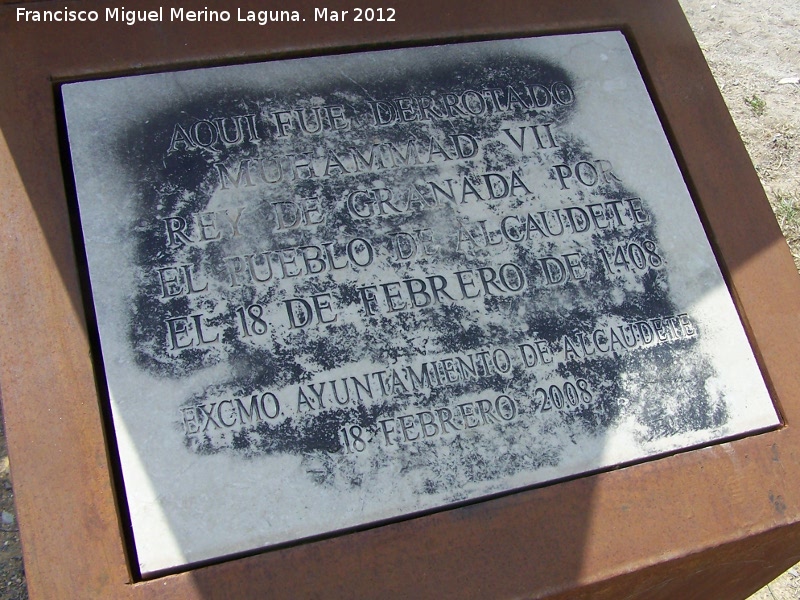 Francisco Miguel Merino Laguna. Mar 2012
AQUI FUE DERROTADO
MUHAMMAD VII
REY DE GRANADA POR
EL PUEBLO DE ALCAUDETE
EL 18 DE FEBRERO DE 1408
EXCMO. AYUNTAMIENTO DE ALCAUDETE
18 FEBRERO 2008